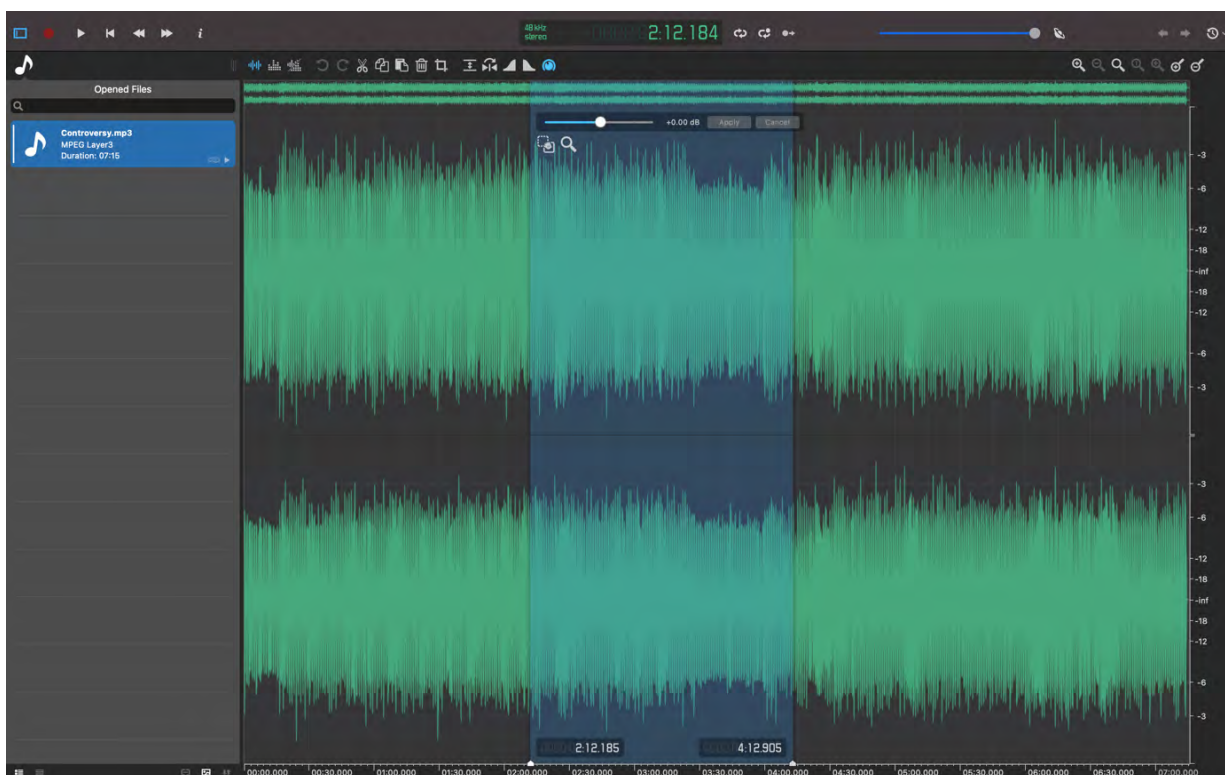 48 kHz
stereo
2:12.184
Opened Files
Controversy.mp3
MPEG Layer3
Duration: 07:15
+0.00 dB Apply Cancel
-3
-6
-12
-18
-inf
-18
-12
-6
-3
-3
-6
-12
-18
-inf
-18
-12
-6
-3
2:12.185 4:12.905
00:00.000 00:30.000 01:00.000 01:30.000 02:00.000 02:30.000 03:00.000 03:30.000 04:00.000 04:30.000 05:00.000 05:30.000 06:00.000 06:30.000 07:00.000